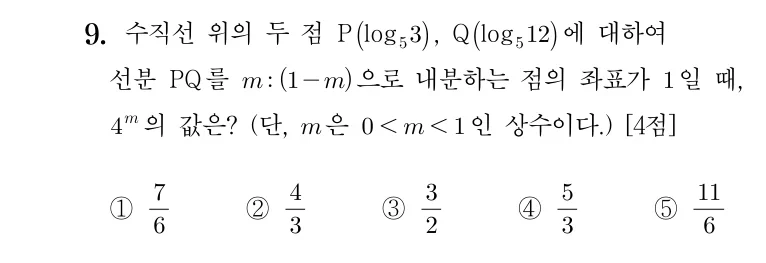 9. 수직선 위의 두 점 P(log₅3), Q(log₅12)에 대하여
선분 PQ를 m:(1−m)으로 내분하는 점의 좌표가 1일 때,
4ᵐ의 값은? (단, m은 0<m<1인 상수이다.) [4점]
① 7/6 ② 4/3 ③ 3/2 ④ 5/3 ⑤ 11/6